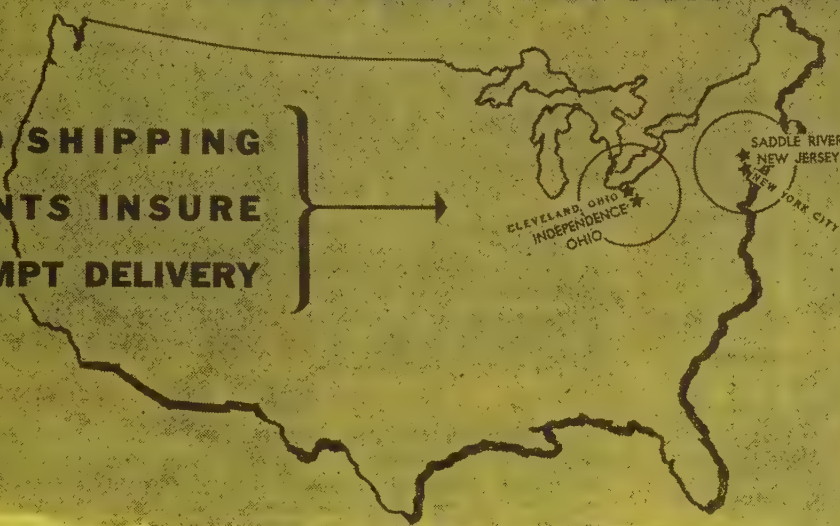 SHIPPING
NTS INSURE
MPT DELIVERY
CLEVELAND, OHIO
INDEPENDENCE
OHIO
SADDLE RIVER
NEW JERSEY
NEW YORK CITY